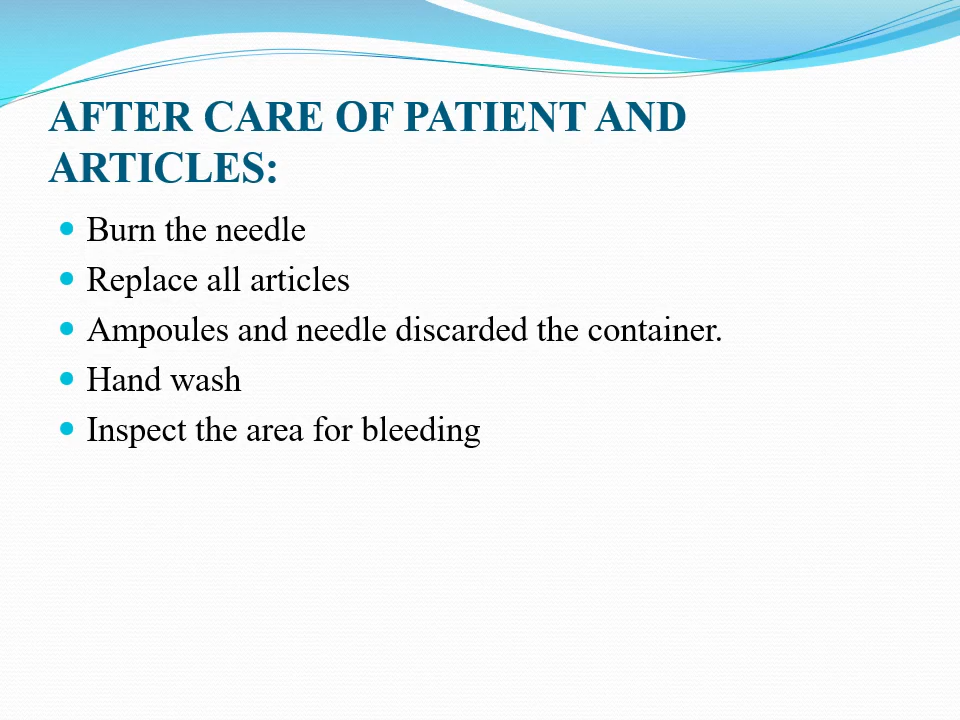 AFTER CARE OF PATIENT AND
ARTICLES:
Burn the needle
Replace all articles
Ampoules and needle discarded the container.
Hand wash
Inspect the area for bleeding